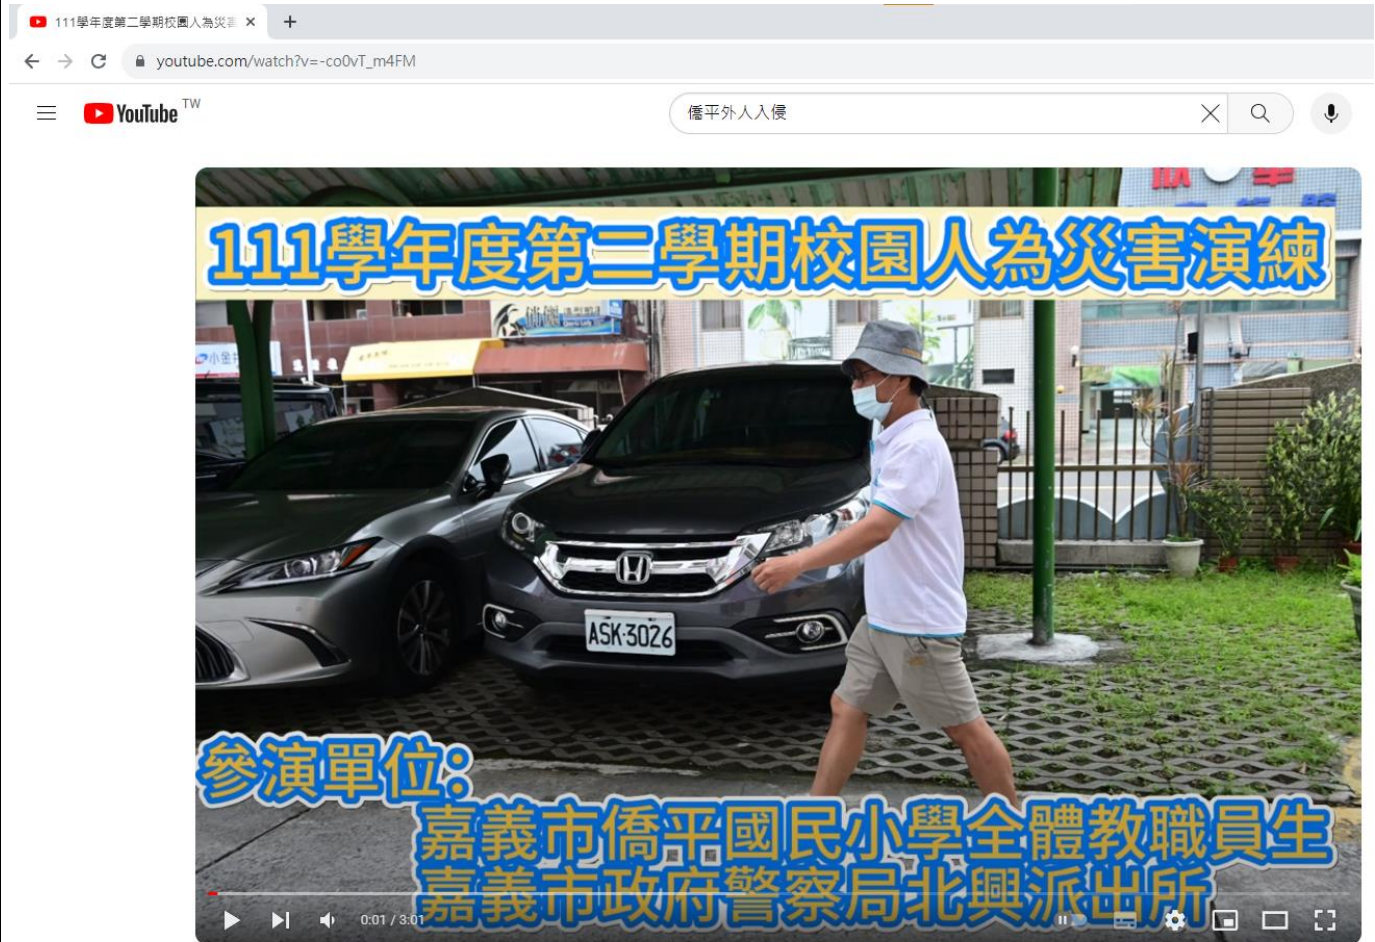 111學年度第二學期校園人為災害
youtube.com/watch?v=-co0vT_m4FM
YouTube TW
僑平外人入侵
111學年度第二學期校園人為災害演練
小金
ASK-3026
參演單位:
嘉義市僑平國民小學全體教職員生
嘉義市政府警察局北興派出所
0:01 / 3:01